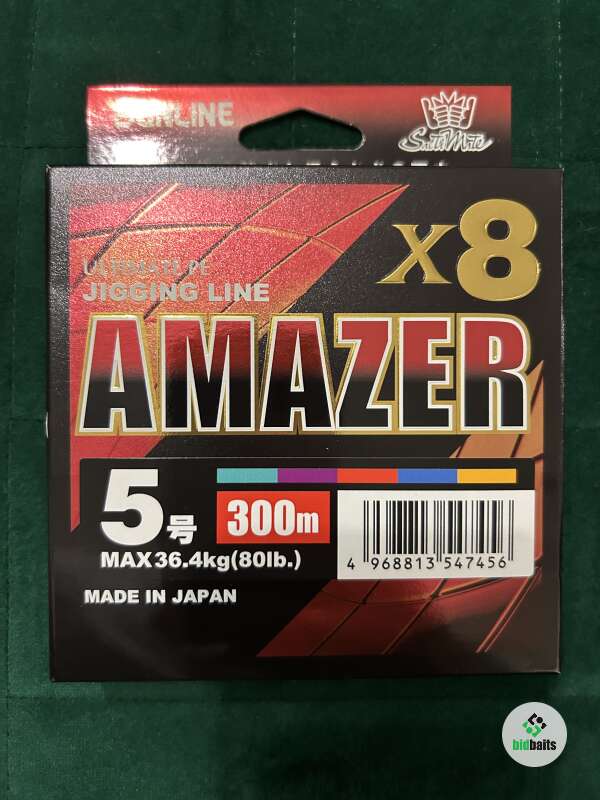 SUNLINE
SaltiMate
X8
ULTIMATE PE
JIGGING LINE
AMAZER
5号
300m
MAX36.4kg(80lb.)
4 968813 547456
MADE IN JAPAN
bidbaits